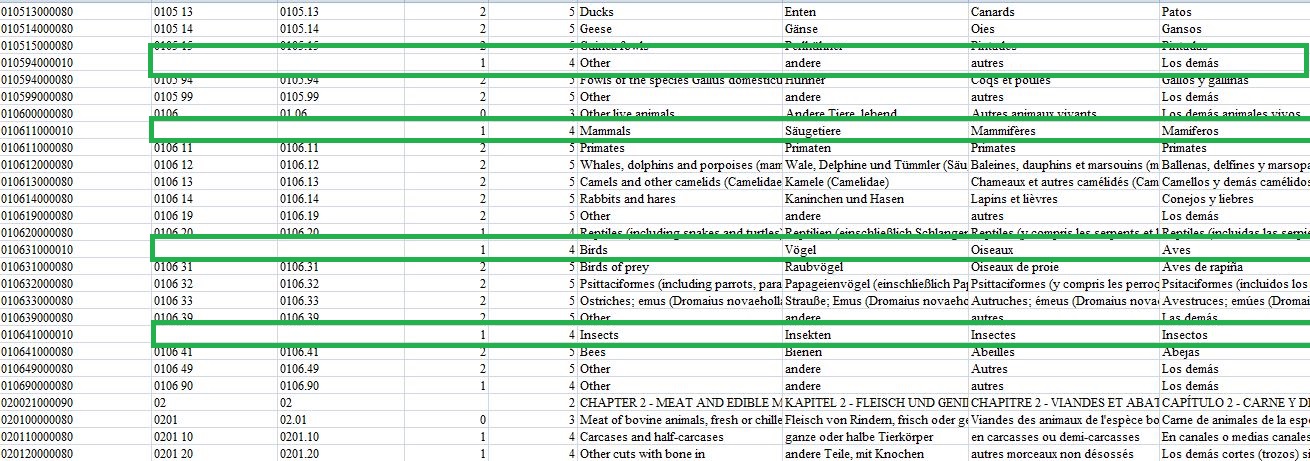 010513000080 0105 13 0105.13 2 5 Ducks Enten Canards Patos
010514000080 0105 14 0105.14 2 5 Geese Gänse Oies Gansos
010515000080 0105 15 0105.15 2 5 Guinea fowls Perlhühner Pintades Pintadas
010594000010 1 4 Other andere autres Los demás
010594000080 0105 94 0105.94 2 5 Fowls of the species Gallus domesticu Hühner Coqs et poules Gallos y gallinas
010599000080 0105 99 0105.99 2 5 Other andere autres Los demás
010600000080 0106 01.06 0 3 Other live animals Andere Tiere, lebend Autres animaux vivants Los demás animales vivos
010611000010 1 4 Mammals Säugetiere Mammifères Mamíferos
010611000080 0106 11 0106.11 2 5 Primates Primaten Primates Primates
010612000080 0106 12 0106.12 2 5 Whales, dolphins and porpoises (mam Wale, Delphine und Tümmler (Säu Baleines, dauphins et marsouins (m Ballenas, delfines y marsopa
010613000080 0106 13 0106.13 2 5 Camels and other camelids (Camelidae Kamele (Camelidae) Chameaux et autres camélidés (Cam Camellos y demás camélidos
010614000080 0106 14 0106.14 2 5 Rabbits and hares Kaninchen und Hasen Lapins et lièvres Conejos y liebres
010619000080 0106 19 0106.19 2 5 Other andere autres Los demás
010620000080 0106 20 0106.20 1 4 Reptiles (including snakes and turtles) Reptilien (einschließlich Schlangen Reptiles (y compris les serpents et l Reptiles (incluidas las serpie
010631000010 1 4 Birds Vögel Oiseaux Aves
010631000080 0106 31 0106.31 2 5 Birds of prey Raubvögel Oiseaux de proie Aves de rapiña
010632000080 0106 32 0106.32 2 5 Psittaciformes (including parrots, para Papageienvögel (einschließlich Pap Psittaciformes (y compris les perroq Psitaciformes (incluidos los
010633000080 0106 33 0106.33 2 5 Ostriches; emus (Dromaius novaeholla Strauße; Emus (Dromaius novaeho Autruches; émeus (Dromaius nova Avestruces; emúes (Dromai
010639000080 0106 39 0106.39 2 5 Other andere autres Las demás
010641000010 1 4 Insects Insekten Insectes Insectos
010641000080 0106 41 0106.41 2 5 Bees Bienen Abeilles Abejas
010649000080 0106 49 0106.49 2 5 Other andere Autres Los demás
010690000080 0106 90 0106.90 1 4 Other andere autres Los demás
020021000090 02 02 2 CHAPTER 2 - MEAT AND EDIBLE M KAPITEL 2 - FLEISCH UND GENI CHAPITRE 2 - VIANDES ET ABAT CAPÍTULO 2 - CARNE Y D
020100000080 0201 02.01 0 3 Meat of bovine animals, fresh or chille Fleisch von Rindern, frisch oder ge Viandes des animaux de l'espèce bo Carne de animales de la espe
020110000080 0201 10 0201.10 1 4 Carcases and half-carcases ganze oder halbe Tierkörper en carcasses ou demi-carcasses En canales o medias canales
020120000080 0201 20 0201.20 1 4 Other cuts with bone in andere Teile, mit Knochen autres morceaux non désossés Los demás cortes (trozos) si